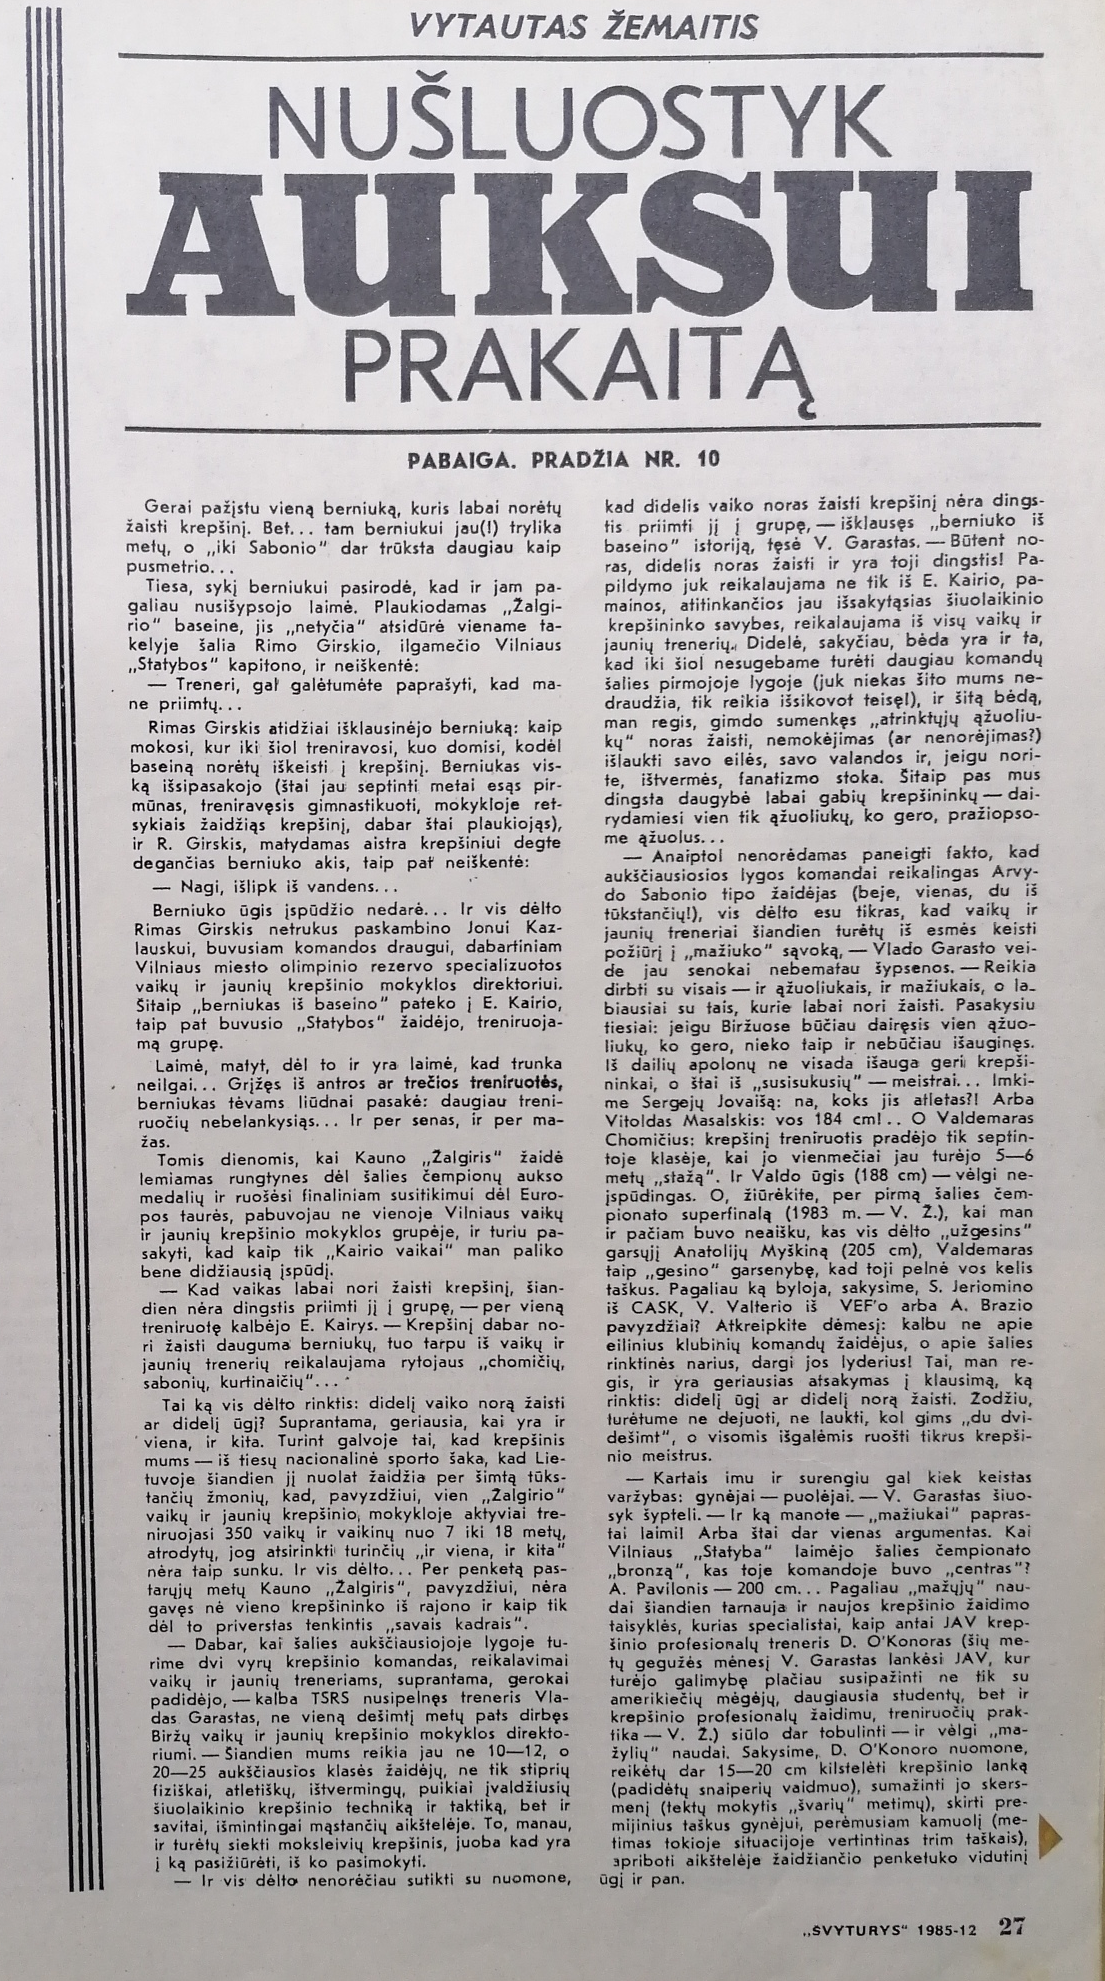 VYTAUTAS ŽEMAITIS
NUŠLUOSTYK
AUKSUI
PRAKAITĄ
PABAIGA. PRADŽIA NR. 10
Gerai pažįstu vieną berniuką, kuris labai norėtų
žaisti krepšinį. Bet... tam berniukui jau(!) trylika
metų, o „iki Sabonio" dar trūksta daugiau kaip
pusmetrio...
Tiesa, sykį berniukui pasirodė, kad ir jam pa-
galiau nusišypsojo laimė. Plaukiodamas „Žalgi-
rio" baseine, jis „netyčia" atsidūrė viename ta-
kelyje šalia Rimo Girskio, ilgamečio Vilniaus
„Statybos" kapitono, ir neiškentė:
— Treneri, gal galėtumėte paprašyti, kad ma-
ne priimtų...
Rimas Girskis atidžiai išklausinėjo berniuką: kaip
mokosi, kur iki šiol treniravosi, kuo domisi, kodėl
baseiną norėtų iškeisti į krepšinį. Berniukas vis-
ką išsipasakojo (štai jau septinti metai esąs pir-
mūnas, treniravęsis gimnastikuoti, mokykloje ret-
sykiais žaidžiąs krepšinį, dabar štai plaukiojąs),
ir R. Girskis, matydamas aistra krepšiniui degte
degančias berniuko akis, taip pat neiškentė:
— Nagi, išlipk iš vandens...
Berniuko ūgis įspūdžio nedarė... Ir vis dėlto
Rimas Girskis netrukus paskambino Jonui Kaz-
lauskui, buvusiam komandos draugui, dabartiniam
Vilniaus miesto olimpinio rezervo specializuotos
vaikų ir jaunių krepšinio mokyklos direktoriui.
Šitaip „berniukas iš baseino" pateko į E. Kairio,
taip pat buvusio „Statybos" žaidėjo, treniruoja-
mą grupę.
Laimė, matyt, dėl to ir yra laimė, kad trunka
neilgai... Grįžęs iš antros ar trečios treniruotės,
berniukas tėvams liūdnai pasakė: daugiau treni-
ruočių nebelankysiąs... Ir per senas, ir per ma-
žas.
Tomis dienomis, kai Kauno „Žalgiris" žaidė
lemiamas rungtynes dėl šalies čempionų aukso
medalių ir ruošėsi finaliniam susitikimui dėl Euro-
pos taurės, pabuvojau ne vienoje Vilniaus vaikų
ir jaunių krepšinio mokyklos grupėje, ir turiu pa-
sakyti, kad kaip tik „Kairio vaikai" man paliko
bene didžiausią įspūdį.
— Kad vaikas labai nori žaisti krepšinį, šian-
dien nėra dingstis priimti jį į grupę, — per vieną
treniruotę kalbėjo E. Kairys. — Krepšinį dabar no-
ri žaisti dauguma berniukų, tuo tarpu iš vaikų ir
jaunių trenerių reikalaujama rytojaus „chomičių,
sabonių, kurtinaičių"...
Tai ką vis dėlto rinktis: didelį vaiko norą žaisti
ar didelį ūgį? Suprantama, geriausia, kai yra ir
viena, ir kita. Turint galvoje tai, kad krepšinis
mums — iš tiesų nacionalinė sporto šaka, kad Lie-
tuvoje šiandien jį nuolat žaidžia per šimtą tūks-
tančių žmonių, kad, pavyzdžiui, vien „Žalgirio"
vaikų ir jaunių krepšinio mokykloje aktyviai tre-
niruojasi 350 vaikų ir vaikinų nuo 7 iki 18 metų,
atrodytų, jog atsirinkti turinčių „ir viena, ir kita"
nėra taip sunku. Ir vis dėlto... Per penketą pas-
tarųjų metų Kauno „Žalgiris", pavyzdžiui, nėra
gavęs nė vieno krepšininko iš rajono ir kaip tik
dėl to priverstas tenkintis „savais kadrais".
— Dabar, kai šalies aukščiausiojoje lygoje tu-
rime dvi vyrų krepšinio komandas, reikalavimai
vaikų ir jaunių treneriams, suprantama, gerokai
padidėjo, — kalba TSRS nusipelnęs treneris Vla-
das Garastas, ne vieną dešimtį metų pats dirbęs
Biržų vaikų ir jaunių krepšinio mokyklos direkto-
riumi. — Šiandien mums reikia jau ne 10—12, o
20—25 aukščiausios klasės žaidėjų, ne tik stiprių
fiziškai, atletiškų, ištvermingų, puikiai įvaldžiusių
šiuolaikinio krepšinio techniką ir taktiką, bet ir
savitai, išmintingai mąstančių aikštelėje. To, manau,
ir turėtų siekti moksleivių krepšinis, juoba kad yra
į ką pasižiūrėti, iš ko pasimokyti.
— Ir vis dėlto nenorėčiau sutikti su nuomone,
kad didelis vaiko noras žaisti krepšinį nėra dings-
tis priimti jį į grupę, — išklausęs „berniuko iš
baseino" istoriją, tęsė V. Garastas. — Būtent no-
ras, didelis noras žaisti ir yra toji dingstis! Pa-
pildymo juk reikalaujama ne tik iš E. Kairio, pa-
mainos, atitinkančios jau išsakytąsias šiuolaikinio
krepšininko savybes, reikalaujama iš visų vaikų ir
jaunių trenerių. Didelė, sakyčiau, bėda yra ir ta,
kad iki šiol nesugebame turėti daugiau komandų
šalies pirmojoje lygoje (juk niekas šito mums ne-
draudžia, tik reikia išsikovot teisę!), ir šitą bėdą,
man regis, gimdo sumenkęs „atrinktųjų ąžuoliu-
kų" noras žaisti, nemokėjimas (ar nenorėjimas?)
išlaukti savo eilės, savo valandos ir, jeigu nori-
te, ištvermės, fanatizmo stoka. Šitaip pas mus
dingsta daugybė labai gabių krepšininkų — dai-
rydamiesi vien tik ąžuoliukų, ko gero, pražiopso-
me ąžuolus...
— Anaiptol nenorėdamas paneigti fakto, kad
aukščiausiosios lygos komandai reikalingas Arvy-
do Sabonio tipo žaidėjas (beje, vienas, du iš
tūkstančių!), vis dėlto esu tikras, kad vaikų ir
jaunių treneriai šiandien turėtų iš esmės keisti
požiūrį į „mažiuko" sąvoką, — Vlado Garasto vei-
de jau senokai nebematau šypsenos. — Reikia
dirbti su visais — ir ąžuoliukais, ir mažiukais, o la-
biausiai su tais, kurie labai nori žaisti. Pasakysiu
tiesiai: jeigu Biržuose būčiau dairęsis vien ąžuo-
liukų, ko gero, nieko taip ir nebūčiau išauginęs.
Iš dailių apolonų ne visada išauga geri krepši-
ninkai, o štai iš „susisukusių" — meistrai... Imki-
me Sergejų Jovaišą: na, koks jis atletas?! Arba
Vitoldas Masalskis: vos 184 cm!.. O Valdemaras
Chomičius: krepšinį treniruotis pradėjo tik septin-
toje klasėje, kai jo vienmečiai jau turėjo 5—6
metų „stažą". Ir Valdo ūgis (188 cm) — vėlgi ne-
įspūdingas. O, žiūrėkite, per pirmą šalies čem-
pionato superfinalą (1983 m. — V. Ž.), kai man
ir pačiam buvo neaišku, kas vis dėlto „užgesins"
garsųjį Anatolijų Myškiną (205 cm), Valdemaras
taip „gesino" garsenybę, kad toji pelnė vos kelis
taškus. Pagaliau ką byloja, sakysime, S. Jeriomino
iš CASK, V. Valterio iš VEF'o arba A. Brazio
pavyzdžiai? Atkreipkite dėmesį: kalbu ne apie
eilinius klubinių komandų žaidėjus, o apie šalies
rinktinės narius, dargi jos lyderius! Tai, man re-
gis, ir yra geriausias atsakymas į klausimą, ką
rinktis: didelį ūgį ar didelį norą žaisti. Žodžiu,
turėtume ne dejuoti, ne laukti, kol gims „du dvi-
dešimt", o visomis išgalėmis ruošti tikrus krepši-
nio meistrus.
— Kartais imu ir surengiu gal kiek keistas
varžybas: gynėjai — puolėjai. — V. Garastas šiuo-
syk šypteli. — Ir ką manote — „mažiukai" papras-
tai laimi! Arba štai dar vienas argumentas. Kai
Vilniaus „Statyba" laimėjo šalies čempionato
„bronzą", kas toje komandoje buvo „centras"?
A. Pavilonis — 200 cm... Pagaliau „mažųjų" nau-
dai šiandien tarnauja ir naujos krepšinio žaidimo
taisyklės, kurias specialistai, kaip antai JAV krep-
šinio profesionalų treneris D. O'Konoras (šių me-
tų gegužės mėnesį V. Garastas lankėsi JAV, kur
turėjo galimybę plačiau susipažinti ne tik su
amerikiečių mėgėjų, daugiausia studentų, bet ir
krepšinio profesionalų žaidimu, treniruočių prak-
tika — V. Ž.) siūlo dar tobulinti — ir vėlgi „ma-
žylių" naudai. Sakysime, D. O'Konoro nuomone,
reikėtų dar 15—20 cm kilstelėti krepšinio lanką
(padidėtų snaiperių vaidmuo), sumažinti jo skers-
menį (tektų mokytis „švarių" metimų), skirti pre-
mijinius taškus gynėjui, perėmusiam kamuolį (me-
timas tokioje situacijoje vertintinas trim taškais),
apriboti aikštelėje žaidžiančio penketuko vidutinį
ūgį ir pan.
„ŠVYTURYS" 1985-12 27